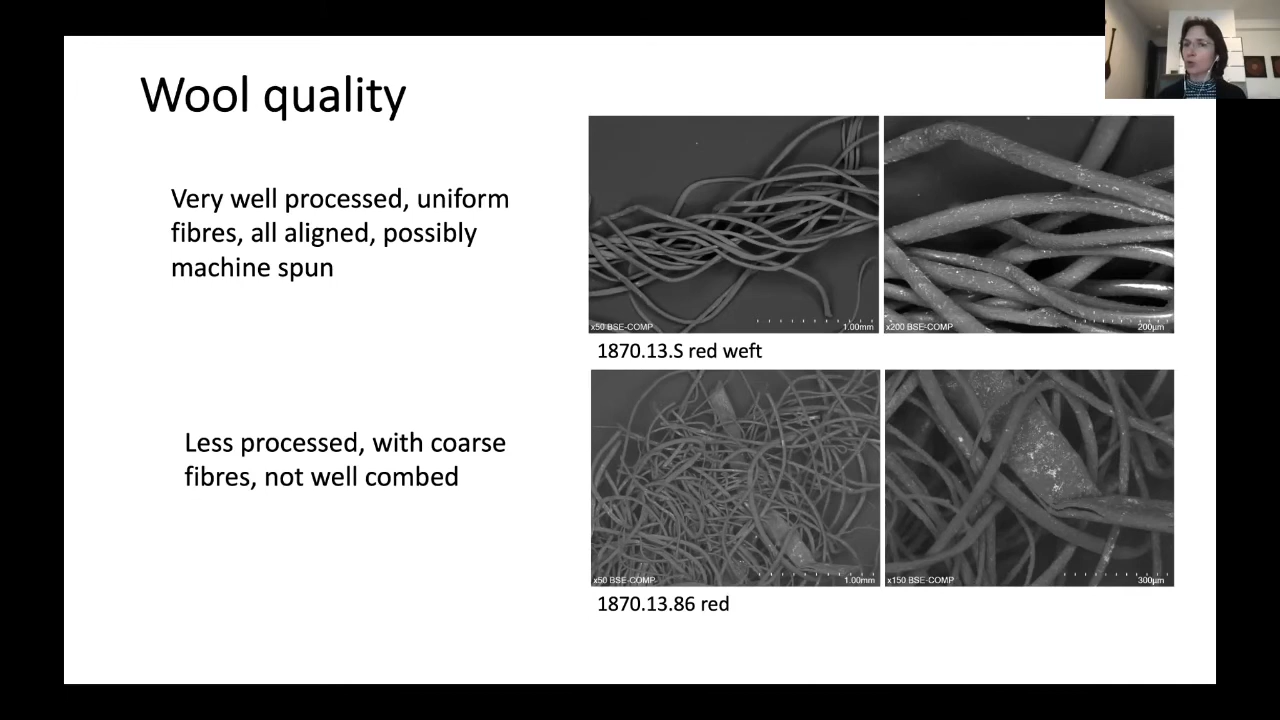 Wool quality
Very well processed, uniform
fibres, all aligned, possibly
machine spun
x50 BSE-COMP
1.00mm
x200 BSE-COMP
200µm
1870.13.S red weft
Less processed, with coarse
fibres, not well combed
x50 BSE-COMP
1.00mm
x150 BSE-COMP
300µm
1870.13.86 red